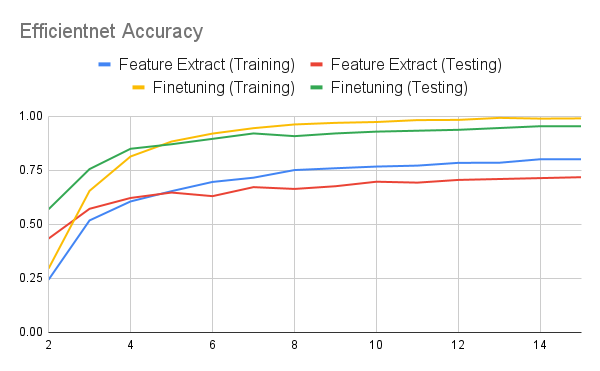 Efficientnet Accuracy
Feature Extract (Training) Feature Extract (Testing)
Finetuning (Training) Finetuning (Testing)
1.00
0.75
0.50
0.25
0.00
2 4 6 8 10 12 14